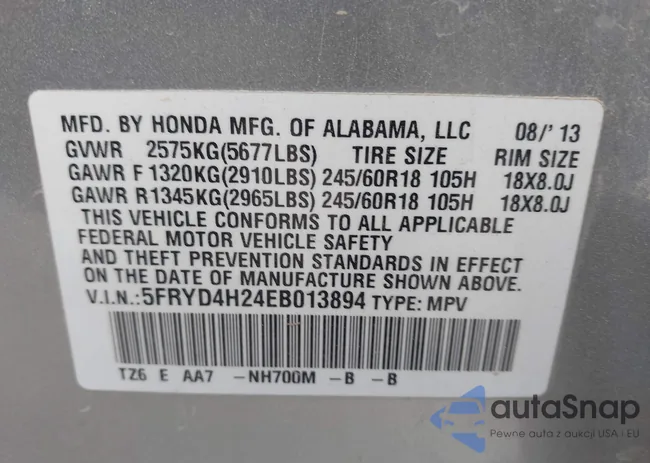 MFD. BY HONDA MFG. OF ALABAMA, LLC 08/'13
GVWR 2575KG(5677LBS) TIRE SIZE RIM SIZE
GAWR F 1320KG(2910LBS) 245/60R18 105H 18X8.0J
GAWR R1345KG(2965LBS) 245/60R18 105H 18X8.0J
THIS VEHICLE CONFORMS TO ALL APPLICABLE
FEDERAL MOTOR VEHICLE SAFETY
AND THEFT PREVENTION STANDARDS IN EFFECT
ON THE DATE OF MANUFACTURE SHOWN ABOVE.
V.I.N.:5FRYD4H24EB013894 TYPE: MPV
TZ6 E AA7 -NH700M -B -B
autaSnap
Pewne auta z aukcji USA i EU